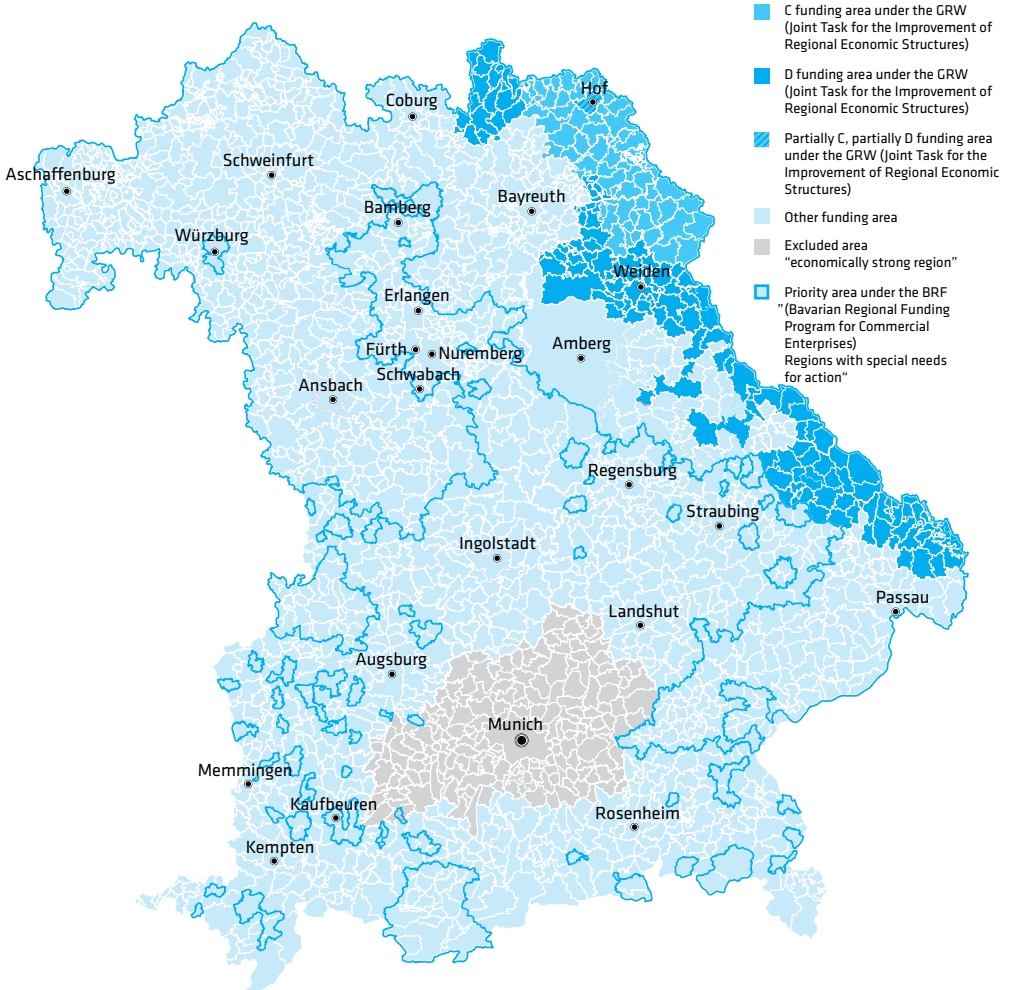 C funding area under the GRW
(Joint Task for the Improvement of
Regional Economic Structures)
D funding area under the GRW
(Joint Task for the Improvement of
Regional Economic Structures)
Partially C, partially D funding area
under the GRW (Joint Task for the
Improvement of Regional Economic
Structures)
Other funding area
Excluded area
“economically strong region”
Priority area under the BRF
"(Bavarian Regional Funding
Program for Commercial
Enterprises)
Regions with special needs
for action“
Hof
Coburg
Schweinfurt
Aschaffenburg
Bayreuth
Bamberg
Würzburg
Weiden
Erlangen
Amberg
Fürth
Nuremberg
Schwabach
Ansbach
Regensburg
Straubing
Ingolstadt
Passau
Landshut
Augsburg
Munich
Memmingen
Kaufbeuren
Rosenheim
Kempten